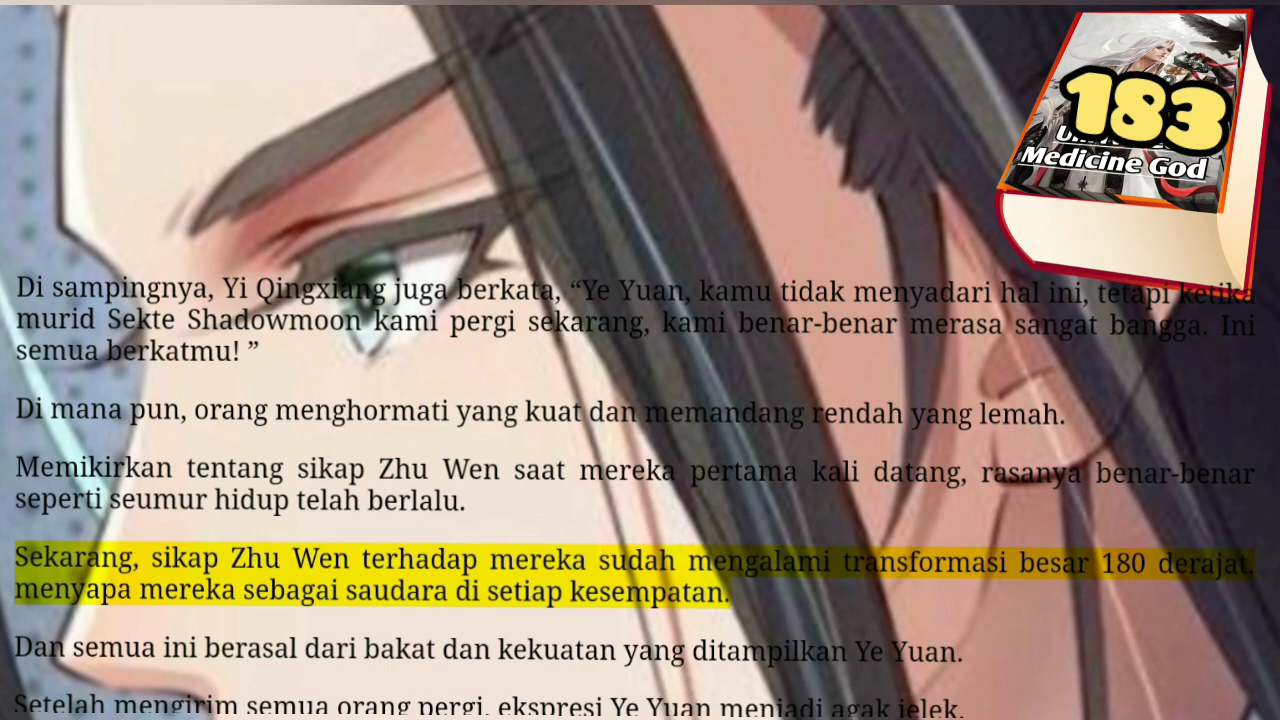 183
Medicine God
Di sampingnya, Yi Qingxiang juga berkata, “Ye Yuan, kamu tidak menyadari hal ini, tetapi ketika
murid Sekte Shadowmoon kami pergi sekarang, kami benar-benar merasa sangat bangga. Ini
semua berkatmu! ”
Di mana pun, orang menghormati yang kuat dan memandang rendah yang lemah.
Memikirkan tentang sikap Zhu Wen saat mereka pertama kali datang, rasanya benar-benar
seperti seumur hidup telah berlalu.
Sekarang, sikap Zhu Wen terhadap mereka sudah mengalami transformasi besar 180 derajat,
menyapa mereka sebagai saudara di setiap kesempatan.
Dan semua ini berasal dari bakat dan kekuatan yang ditampilkan Ye Yuan.
Setelah mengirim semua orang pergi, ekspresi Ye Yuan menjadi agak jelek.